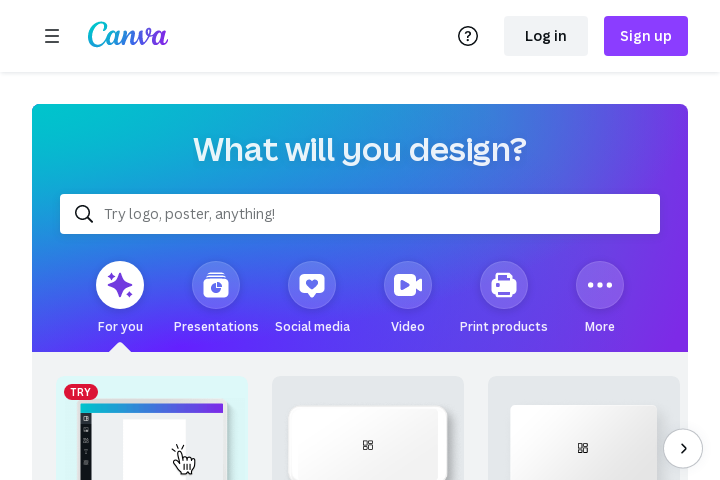 Canva
Log in
Sign up
What will you design?
Try logo, poster, anything!
For you
Presentations
Social media
Video
Print products
More
TRY